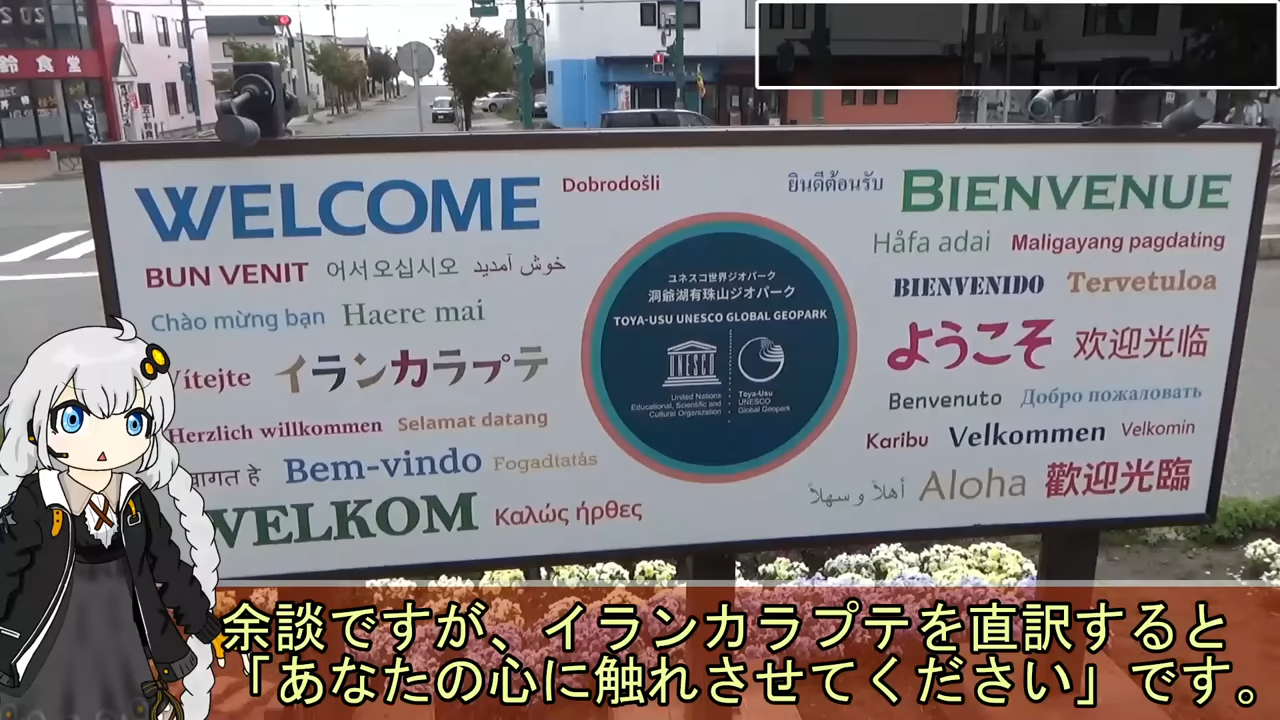 鈴食堂
WELCOME
Dobrodošli
BUN VENIT 어서오십시오 خوش آمدید
Chào mừng bạn Haere mai
Vítejte イランカラㇷ゚テ
Herzlich willkommen Selamat datang
Bem-vindo Fogadtatás
VELKOM Καλώς ήρθες
ユネスコ世界ジオパーク
洞爺湖有珠山ジオパーク
TOYA-USU UNESCO GLOBAL GEOPARK
UNESCO
United Nations
Educational, Scientific and
Cultural Organization
Toya-Usu
UNESCO
Global Geopark
ยินดีต้อนรับ BIENVENUE
Håfa adai Maligayang pagdating
BIENVENIDO Tervetuloa
ようこそ 欢迎光临
Benvenuto Добро пожаловать
Karibu Velkommen Velkomin
أهلاً و سهلاً Aloha 歡迎光臨
余談ですが、イランカラプテを直訳すると
「あなたの心に触れさせてください」です。